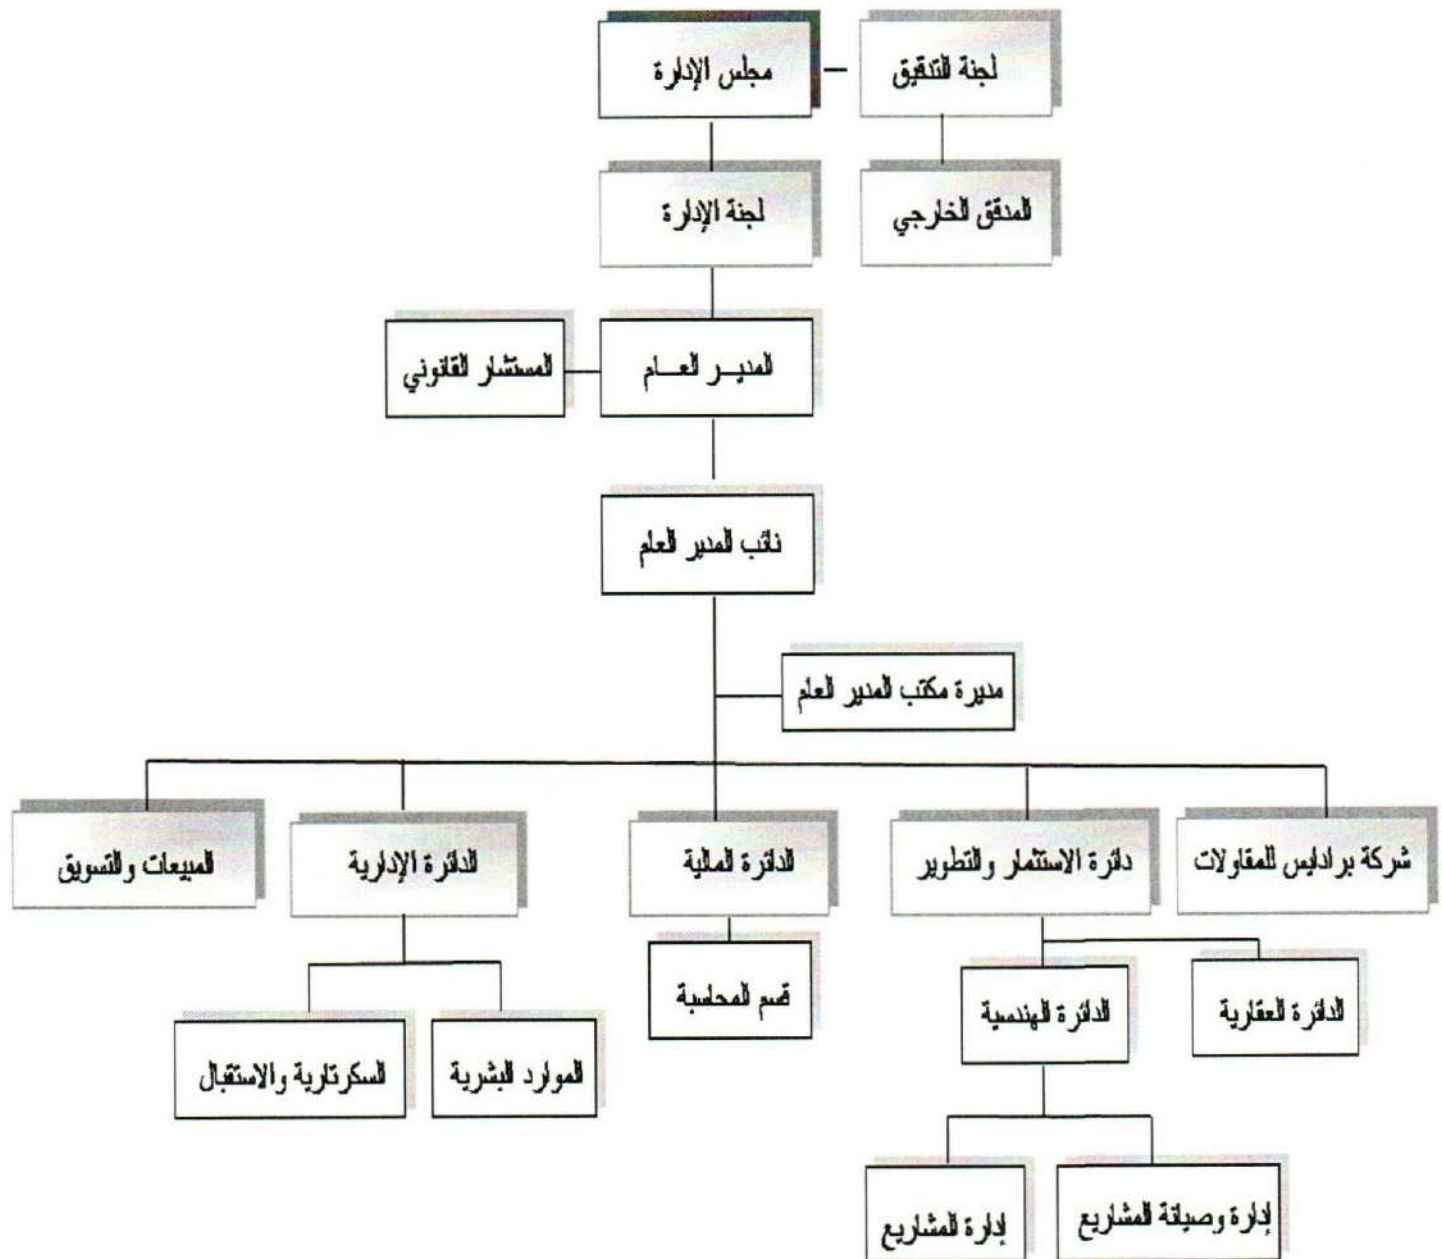 لجنة التدقيق
مجلس الإدارة
المدقق الخارجي
لجنة الإدارة
المديــر العــام
المستشار القانوني
نائب المدير العام
مديرة مكتب المدير العام
شركة برادايس للمقاولات
دائرة الاستثمار والتطوير
الدائرة المالية
الدائرة الإدارية
المبيعات والتسويق
الدائرة العقارية
الدائرة الهندسية
قسم المحاسبة
الموارد البشرية
السكرتارية والاستقبال
إدارة وصيانة المشاريع
إدارة المشاريع